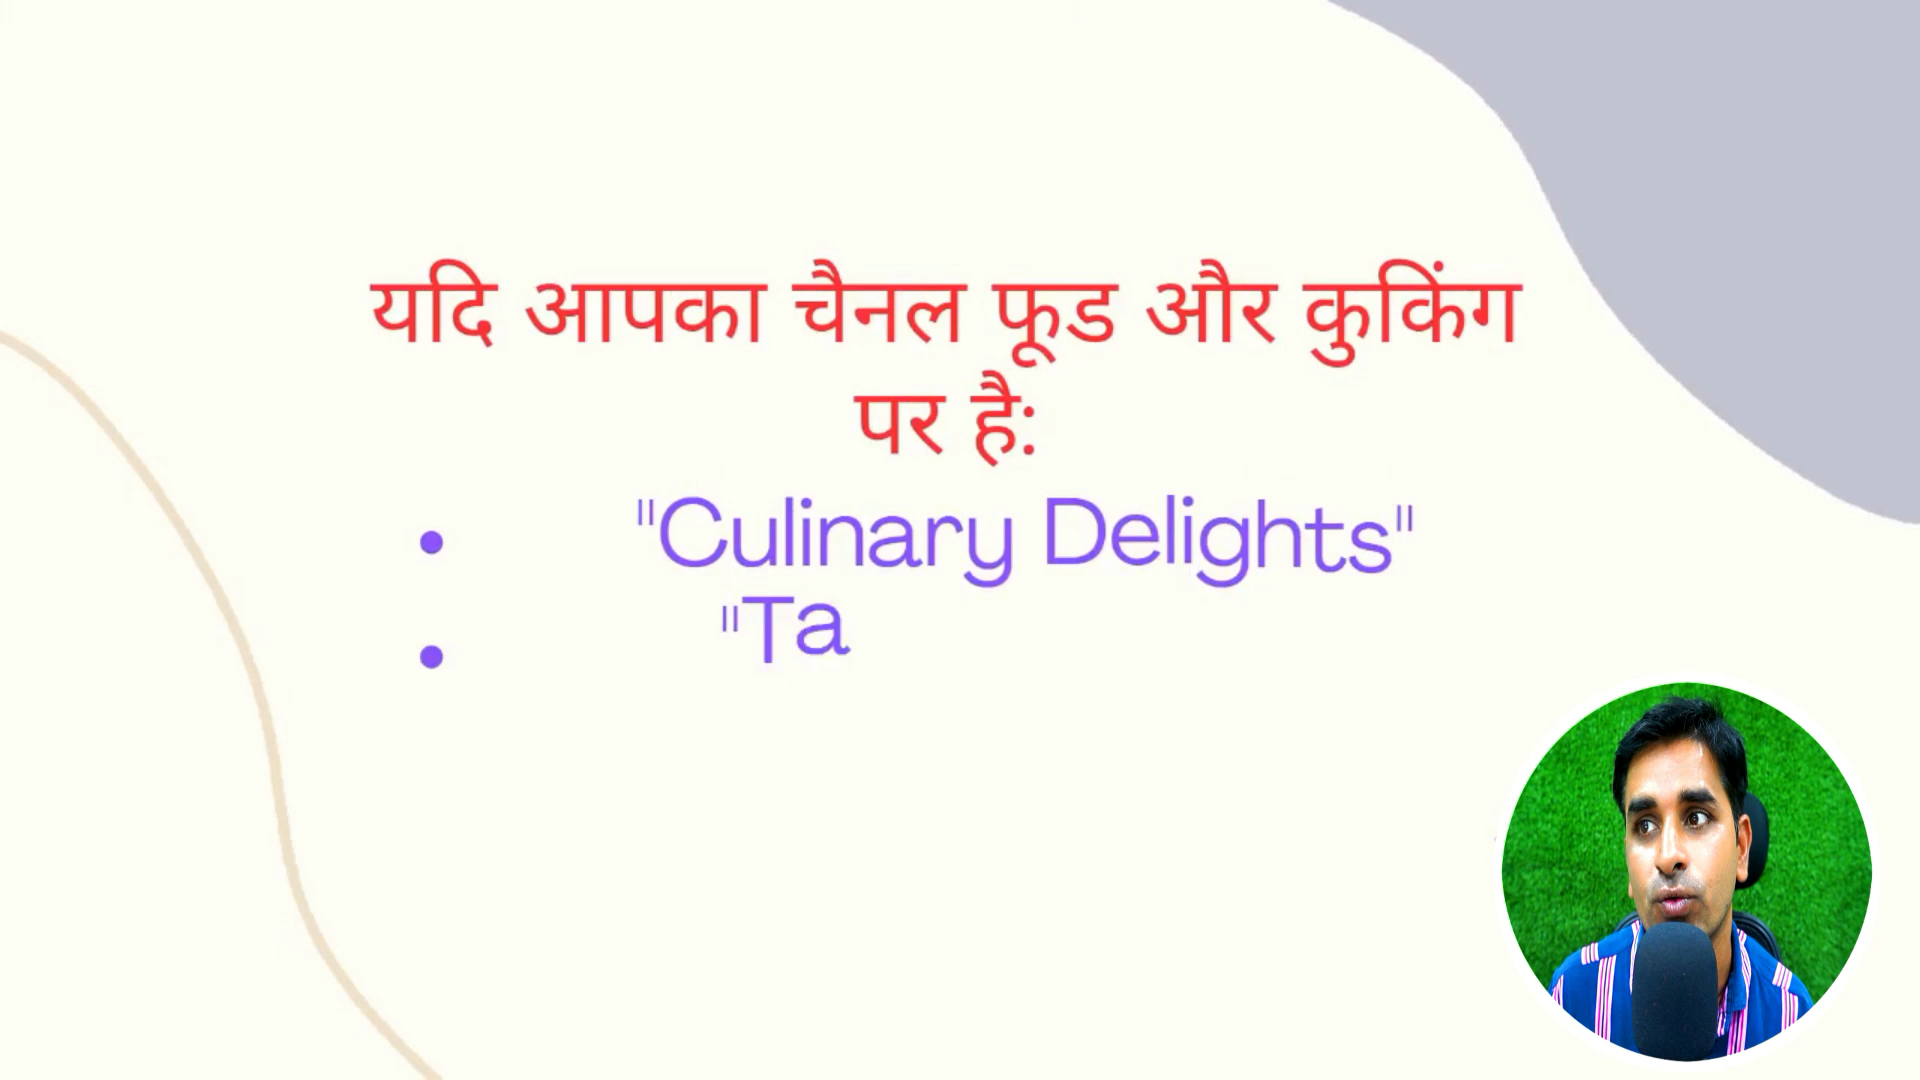 यदि आपका चैनल फूड और कुकिंग
पर है:
• "Culinary Delights"
• "Ta